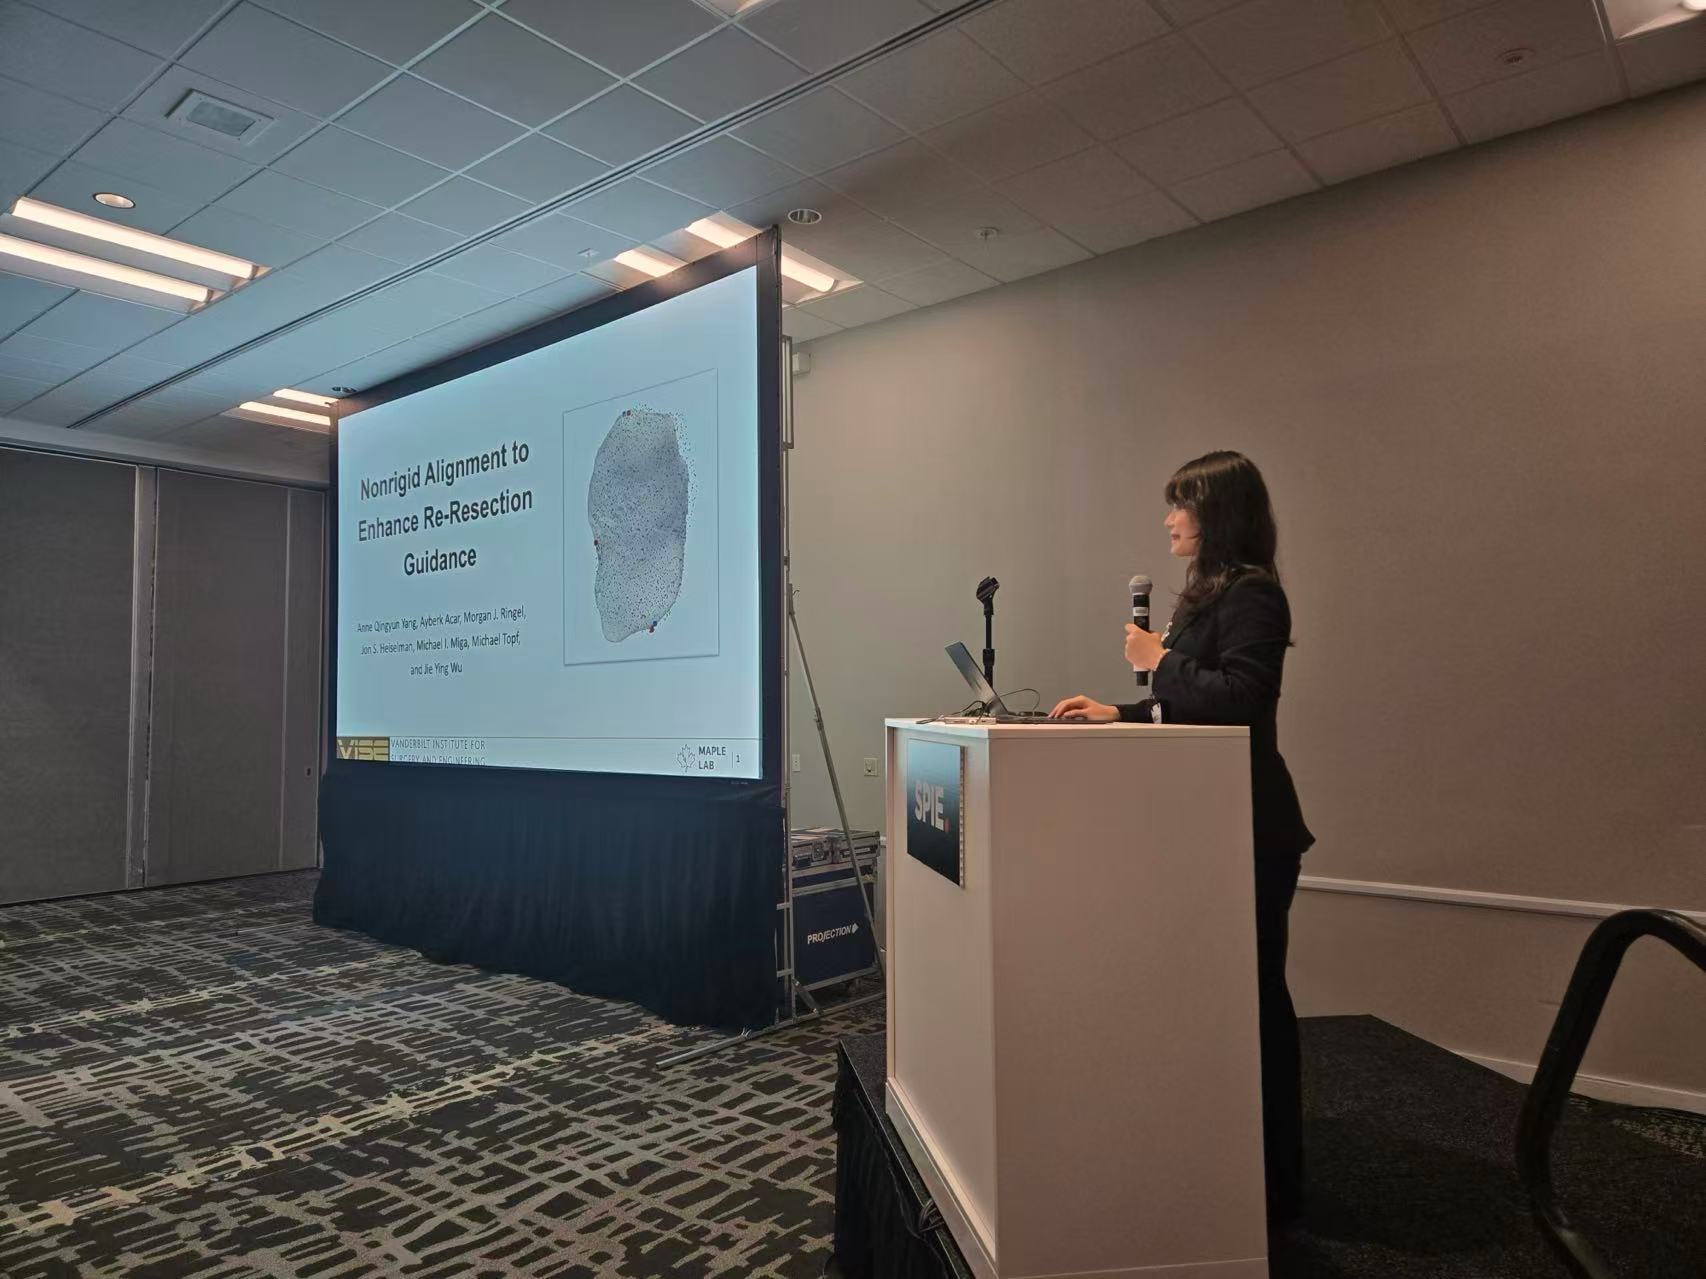 Nonrigid Alignment to
Enhance Re-Resection
Guidance
Anne Qingyun Yang, Ayberk Acar, Morgan J. Ringel,
Jon S. Heiselman, Michael I. Miga, Michael Topf,
and Jie Ying Wu
VISE
VANDERBILT INSTITUTE FOR
SURGERY AND ENGINEERING
MAPLE
LAB
1
SPIE.
PROJECTION